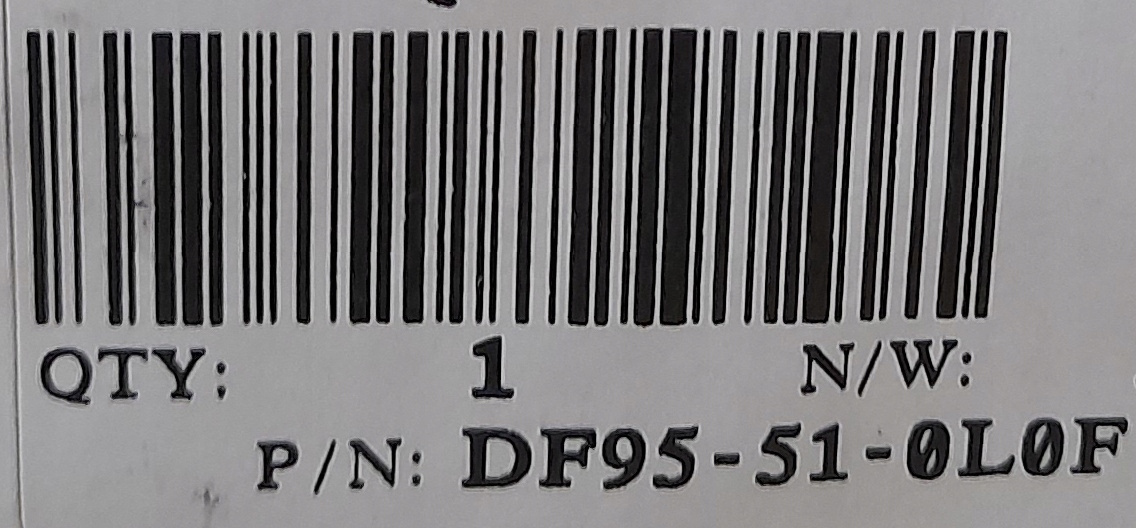 QTY: 1 N/W:
P/N: DF95-51-0L0F